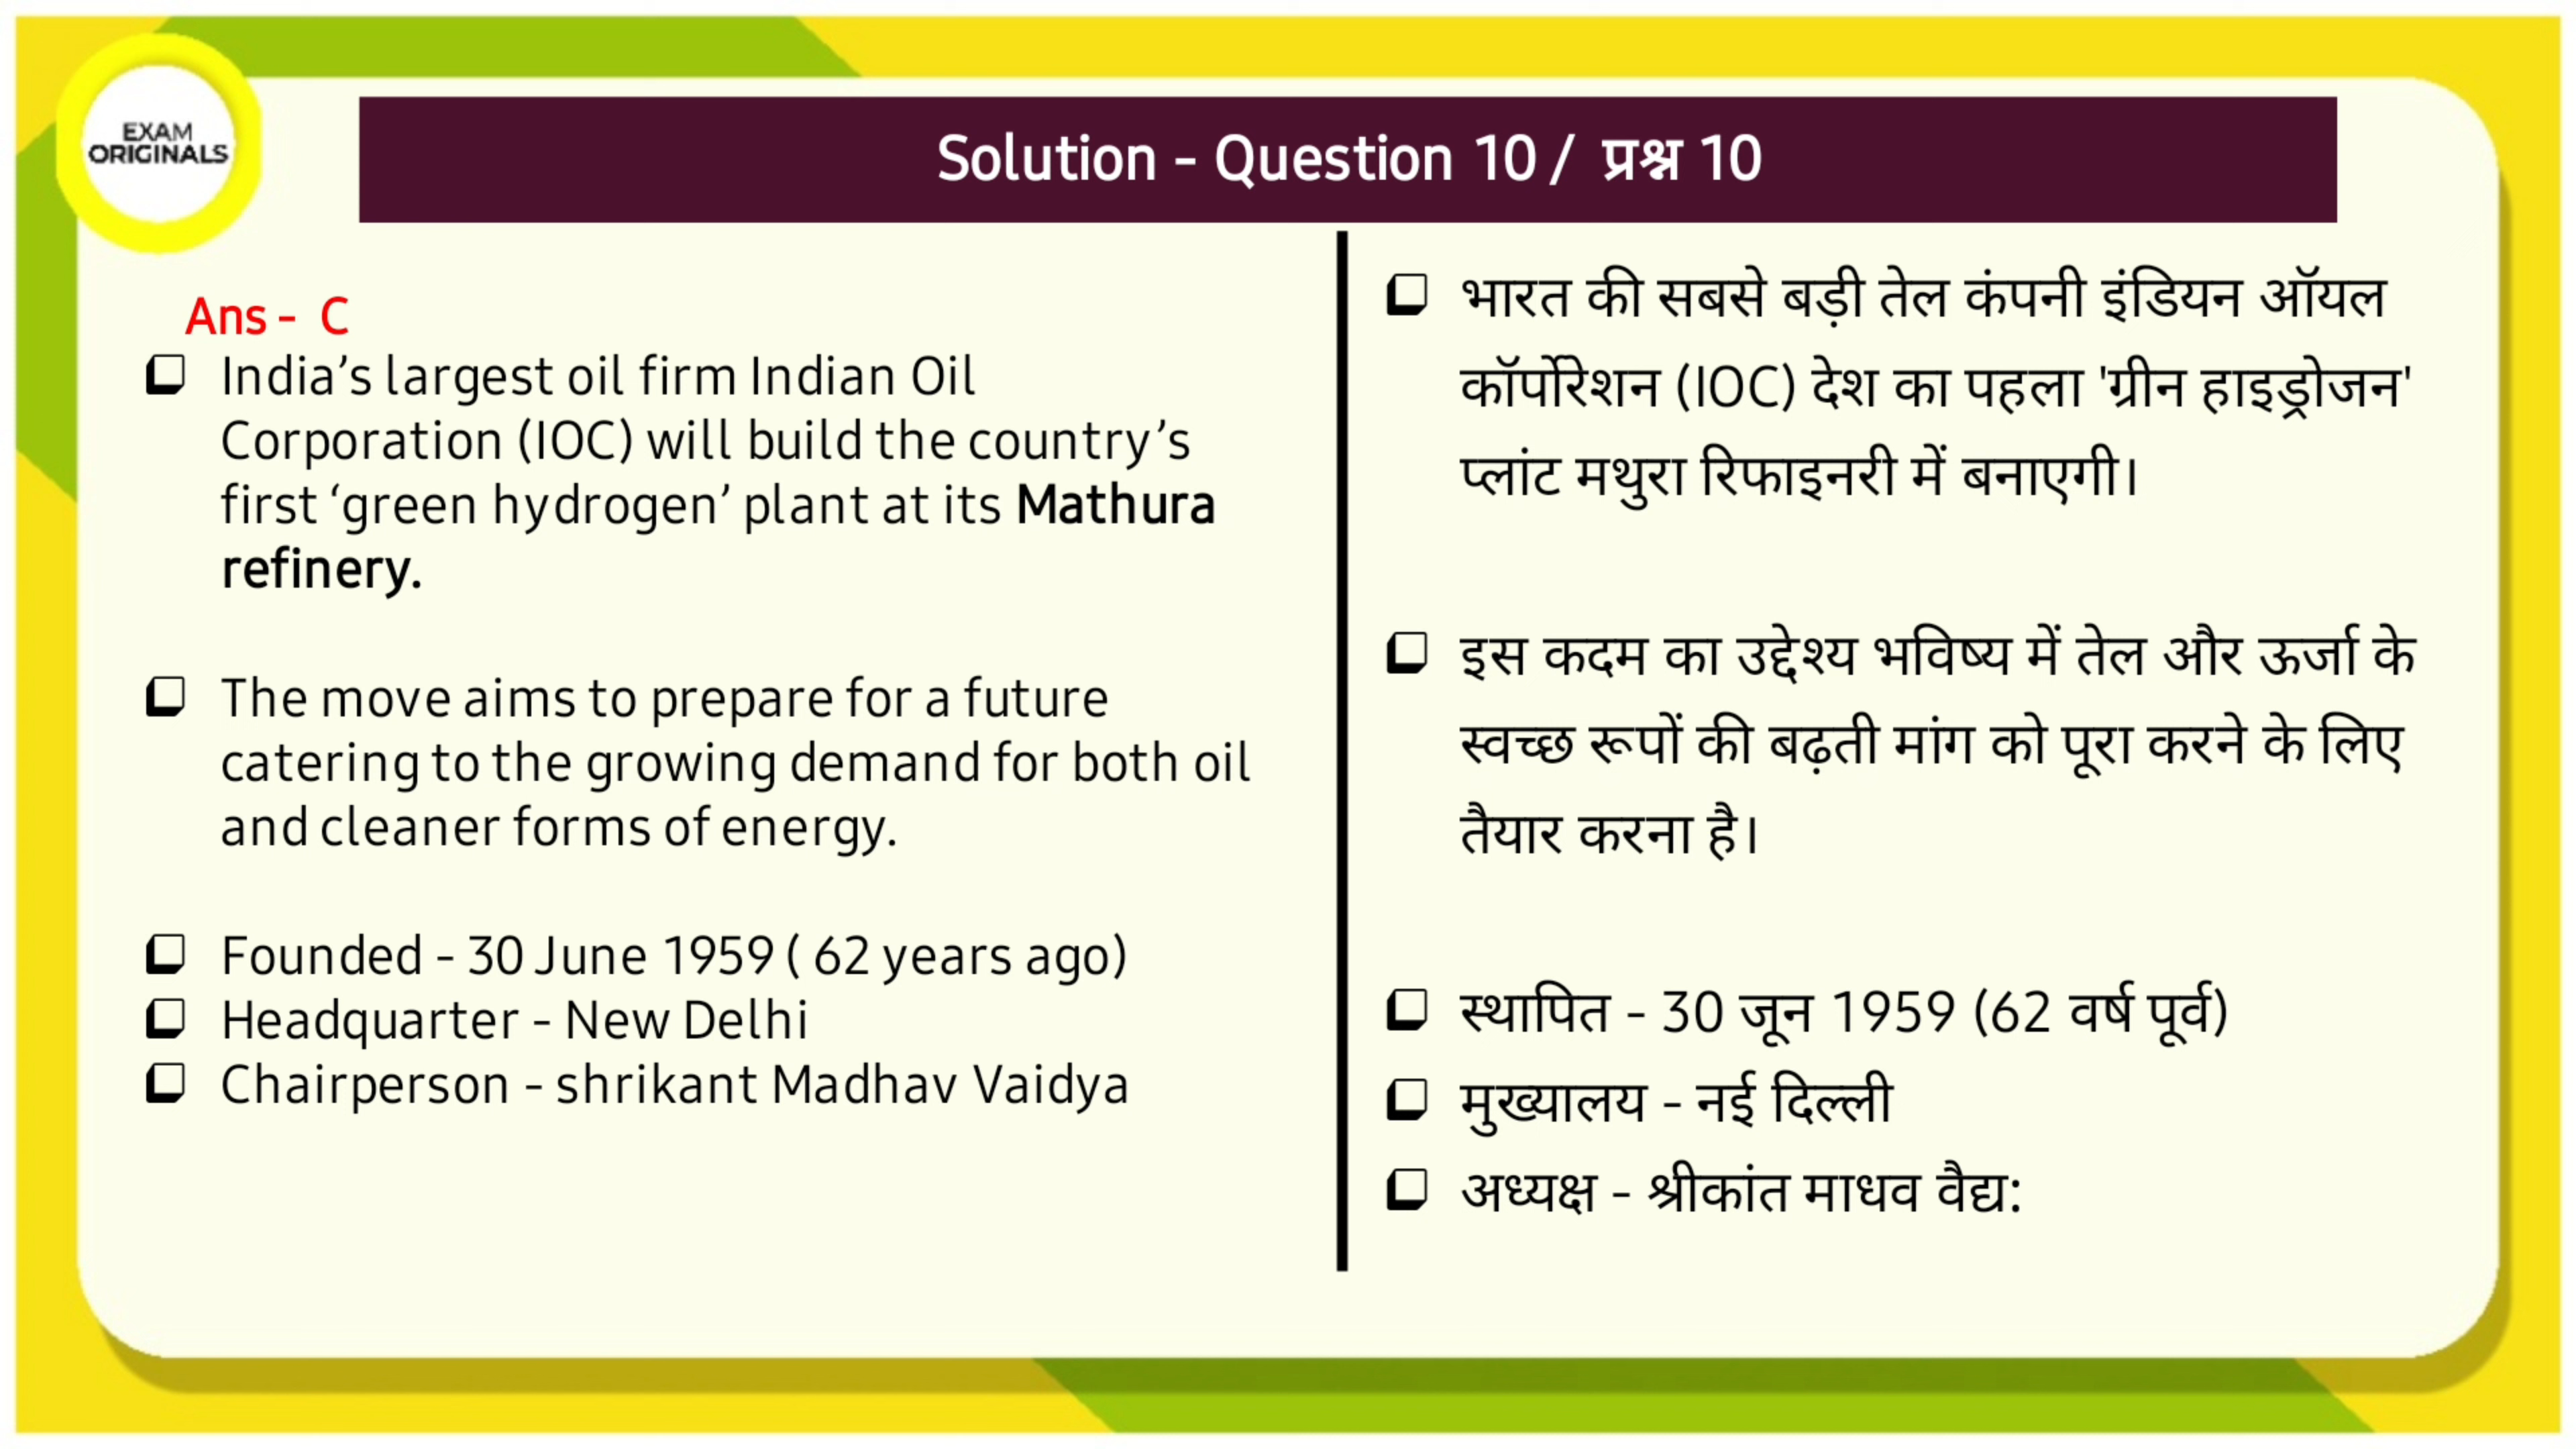 EXAM
ORIGINALS
Solution - Question 10 / प्रश्न 10
Ans - C
India’s largest oil firm Indian Oil
Corporation (IOC) will build the country’s
first ‘green hydrogen’ plant at its Mathura
refinery.
The move aims to prepare for a future
catering to the growing demand for both oil
and cleaner forms of energy.
Founded - 30 June 1959 ( 62 years ago)
Headquarter - New Delhi
Chairperson - shrikant Madhav Vaidya
भारत की सबसे बड़ी तेल कंपनी इंडियन ऑयल
कॉर्पोरेशन (IOC) देश का पहला 'ग्रीन हाइड्रोजन'
प्लांट मथुरा रिफाइनरी में बनाएगी।
इस कदम का उद्देश्य भविष्य में तेल और ऊर्जा के
स्वच्छ रूपों की बढ़ती मांग को पूरा करने के लिए
तैयार करना है।
स्थापित - 30 जून 1959 (62 वर्ष पूर्व)
मुख्यालय - नई दिल्ली
अध्यक्ष - श्रीकांत माधव वैद्य: